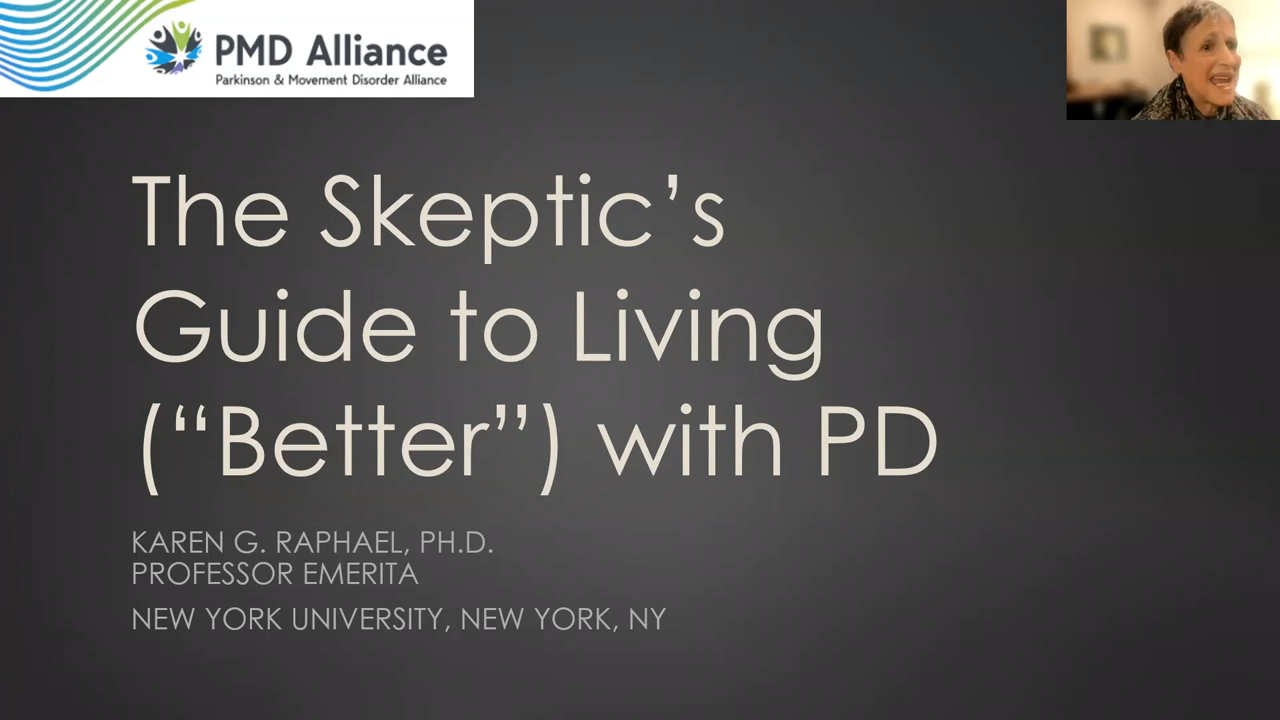 PMD Alliance
Parkinson & Movement Disorder Alliance
The Skeptic’s
Guide to Living
(“Better”) with PD
KAREN G. RAPHAEL, PH.D.
PROFESSOR EMERITA
NEW YORK UNIVERSITY, NEW YORK, NY